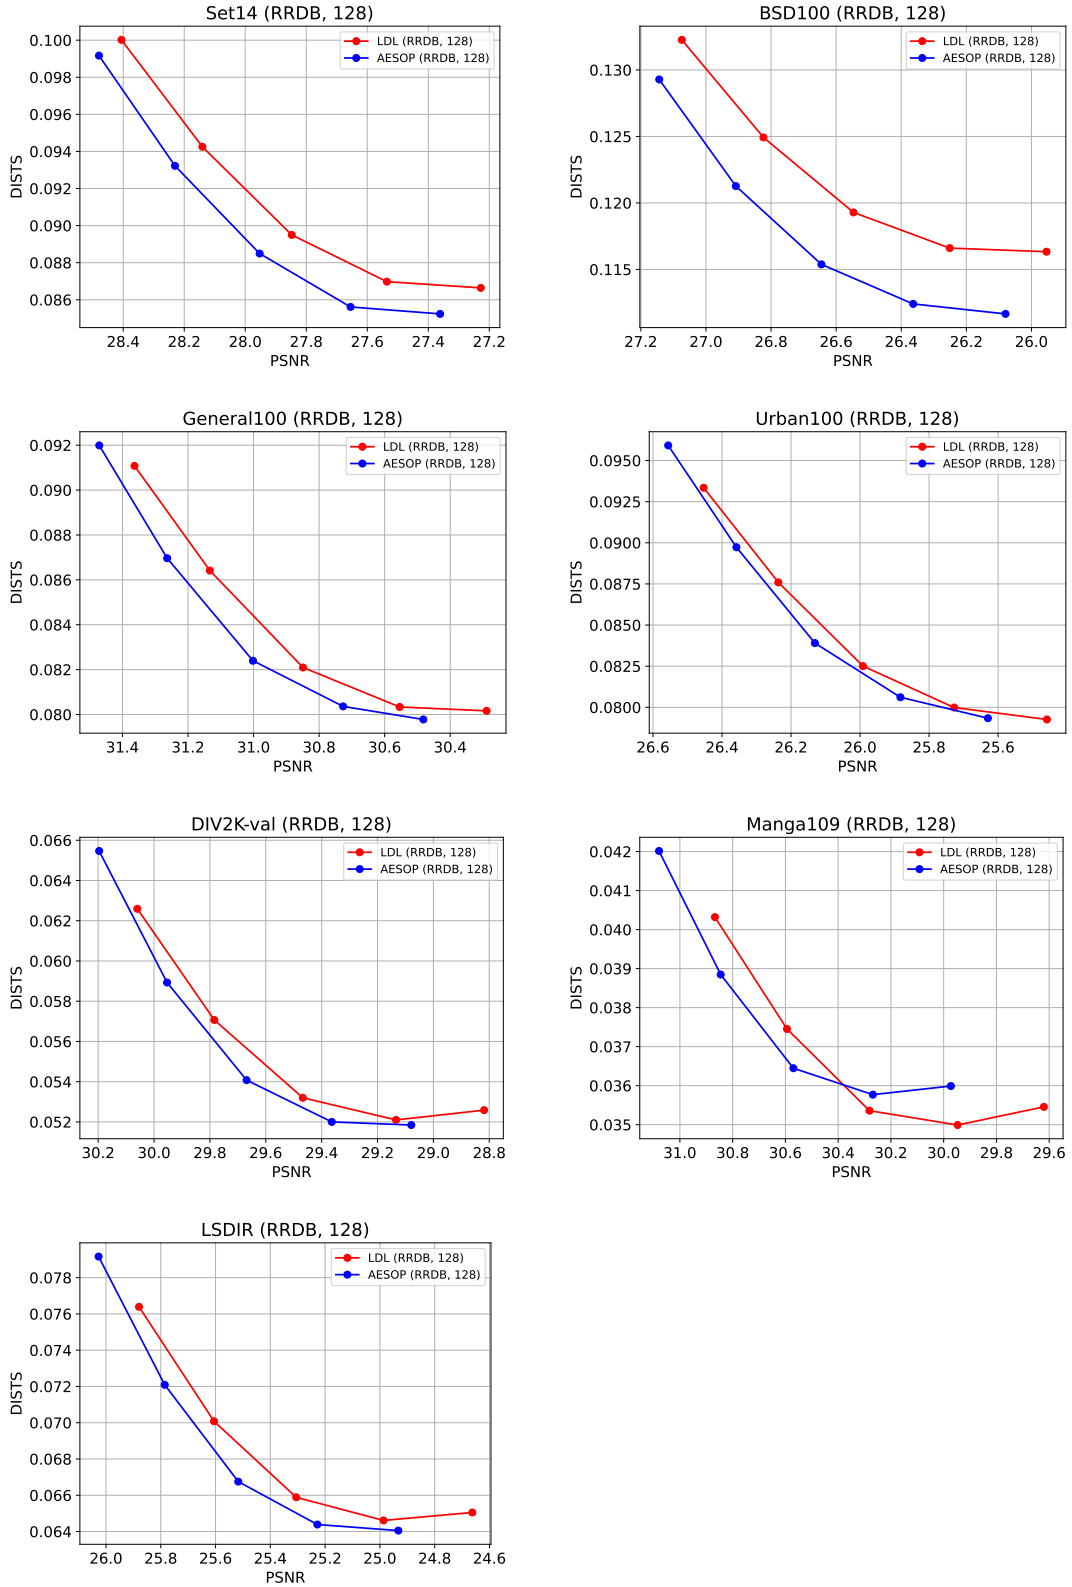 Set14 (RRDB, 128)
LDL (RRDB, 128)
AESOP (RRDB, 128)
DISTS
0.100
0.098
0.096
0.094
0.092
0.090
0.088
0.086
28.4 28.2 28.0 27.8 27.6 27.4 27.2
PSNR
BSD100 (RRDB, 128)
LDL (RRDB, 128)
AESOP (RRDB, 128)
DISTS
0.130
0.125
0.120
0.115
27.2 27.0 26.8 26.6 26.4 26.2 26.0
PSNR
General100 (RRDB, 128)
LDL (RRDB, 128)
AESOP (RRDB, 128)
DISTS
0.092
0.090
0.088
0.086
0.084
0.082
0.080
31.4 31.2 31.0 30.8 30.6 30.4
PSNR
Urban100 (RRDB, 128)
LDL (RRDB, 128)
AESOP (RRDB, 128)
DISTS
0.0950
0.0925
0.0900
0.0875
0.0850
0.0825
0.0800
26.6 26.4 26.2 26.0 25.8 25.6
PSNR
DIV2K-val (RRDB, 128)
LDL (RRDB, 128)
AESOP (RRDB, 128)
DISTS
0.066
0.064
0.062
0.060
0.058
0.056
0.054
0.052
30.2 30.0 29.8 29.6 29.4 29.2 29.0 28.8
PSNR
Manga109 (RRDB, 128)
LDL (RRDB, 128)
AESOP (RRDB, 128)
DISTS
0.042
0.041
0.040
0.039
0.038
0.037
0.036
0.035
31.0 30.8 30.6 30.4 30.2 30.0 29.8 29.6
PSNR
LSDIR (RRDB, 128)
LDL (RRDB, 128)
AESOP (RRDB, 128)
DISTS
0.078
0.076
0.074
0.072
0.070
0.068
0.066
0.064
26.0 25.8 25.6 25.4 25.2 25.0 24.8 24.6
PSNR